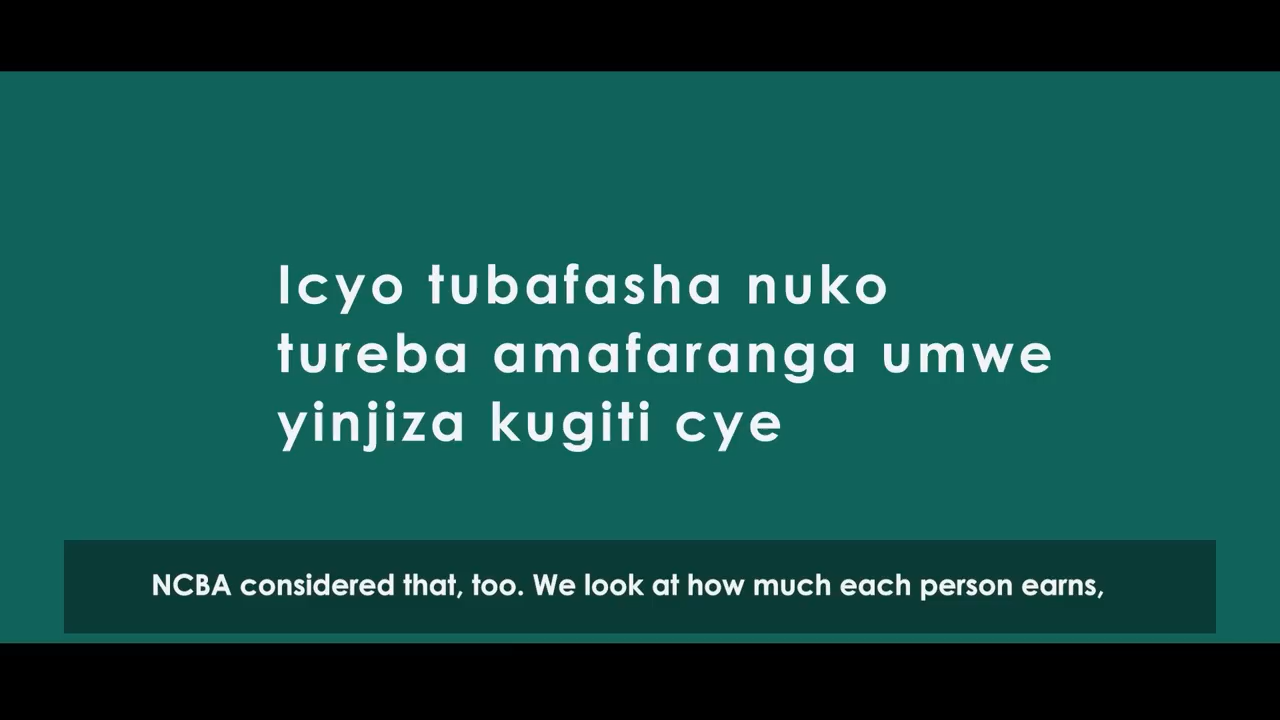 Icyo tubafasha nuko
tureba amafaranga umwe
yinjiza kugiti cye
NCBA considered that, too. We look at how much each person earns,